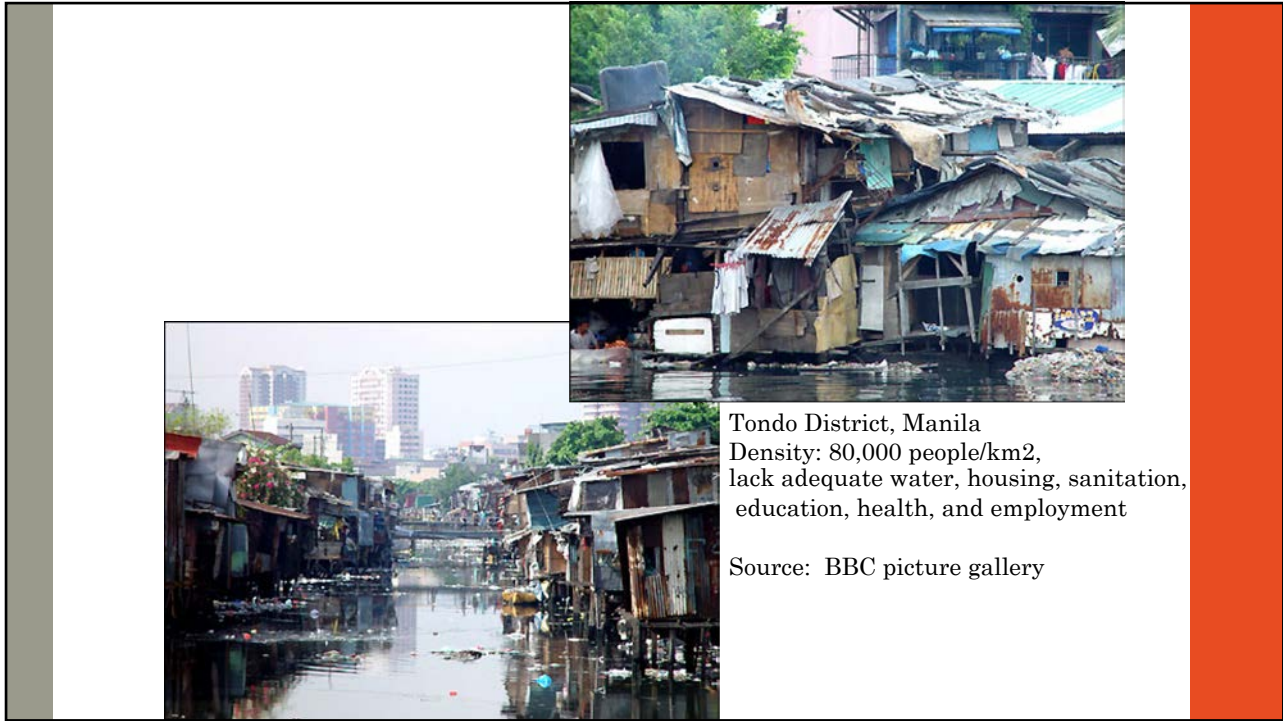 Tondo District, Manila
Density: 80,000 people/km2,
lack adequate water, housing, sanitation,
education, health, and employment
Source: BBC picture gallery